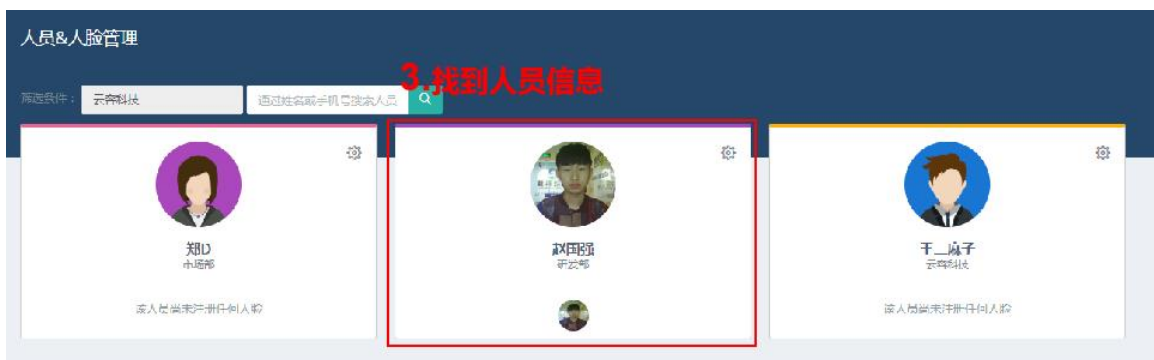 人员&人脸管理
3.找到人员信息
筛选条件： 云客科技 通过姓名或手机号搜索人员
郑D
市场部
该人员尚未注册任何人脸
赵国强
研发部
王二麻子
云客科技
该人员尚未注册任何人脸